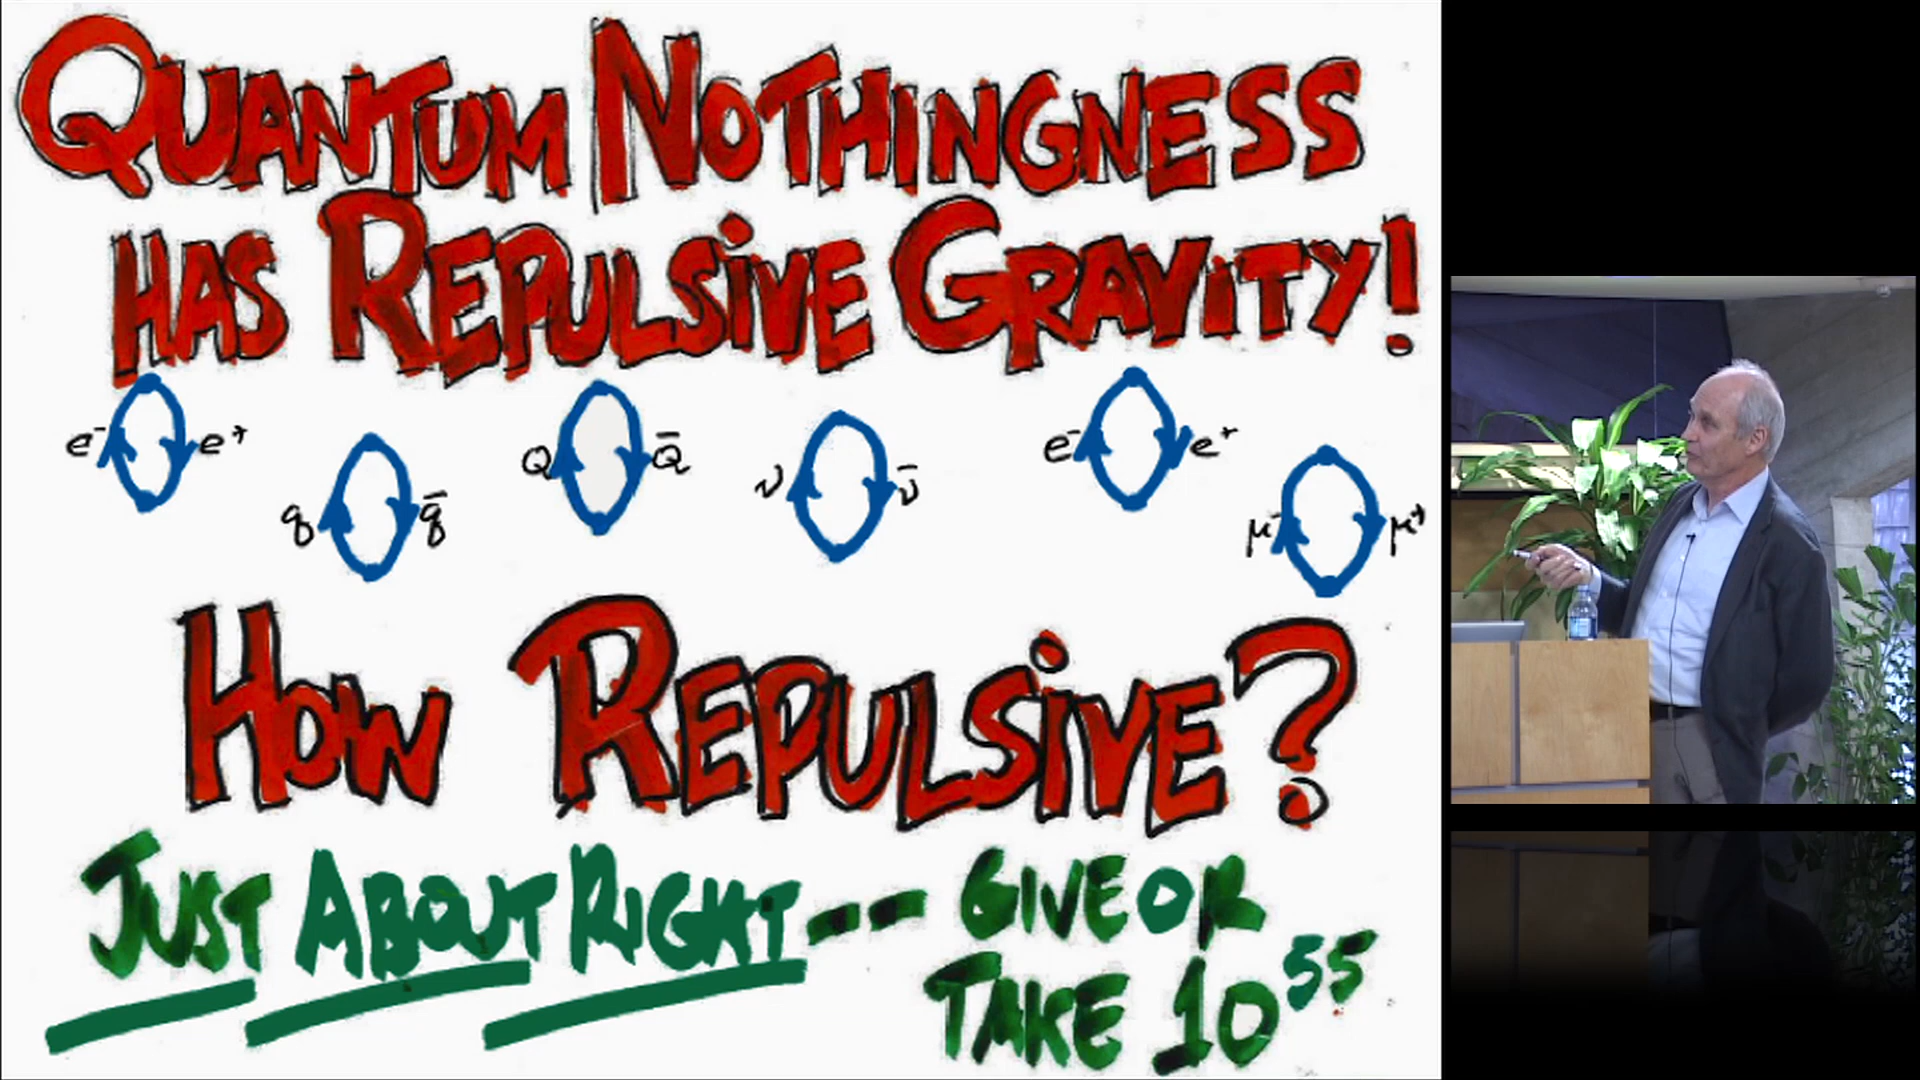 QUANTUM NOTHINGNESS
HAS REPULSIVE GRAVITY!
e⁻ e⁺ q q̄ Q Q̄ ν ν̄ e⁻ e⁺ μ⁻ μ⁺
HOW REPULSIVE?
JUST ABOUT RIGHT -- GIVE OR
TAKE 10⁵⁵